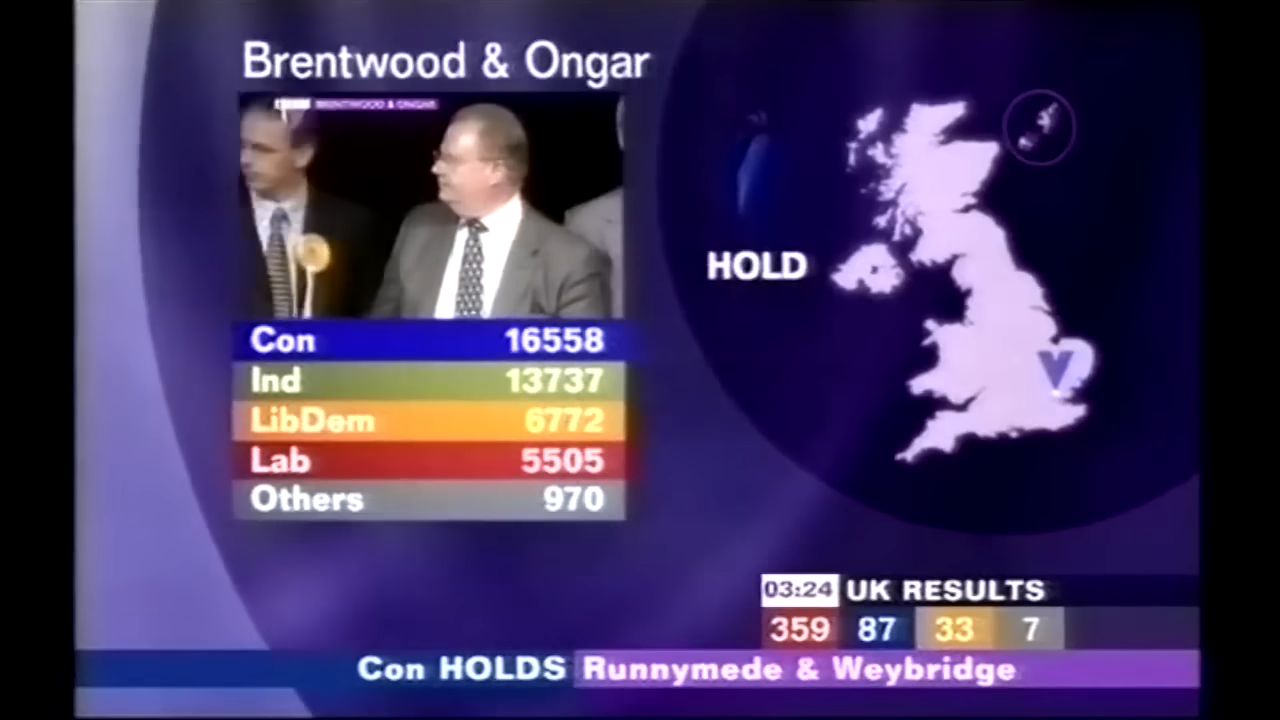 Brentwood & Ongar
BRENTWOOD & ONGAR
HOLD
Con 16558
Ind 13737
LibDem 6772
Lab 5505
Others 970
03:24 UK RESULTS
359 87 33 7
Con HOLDS Runnymede & Weybridge